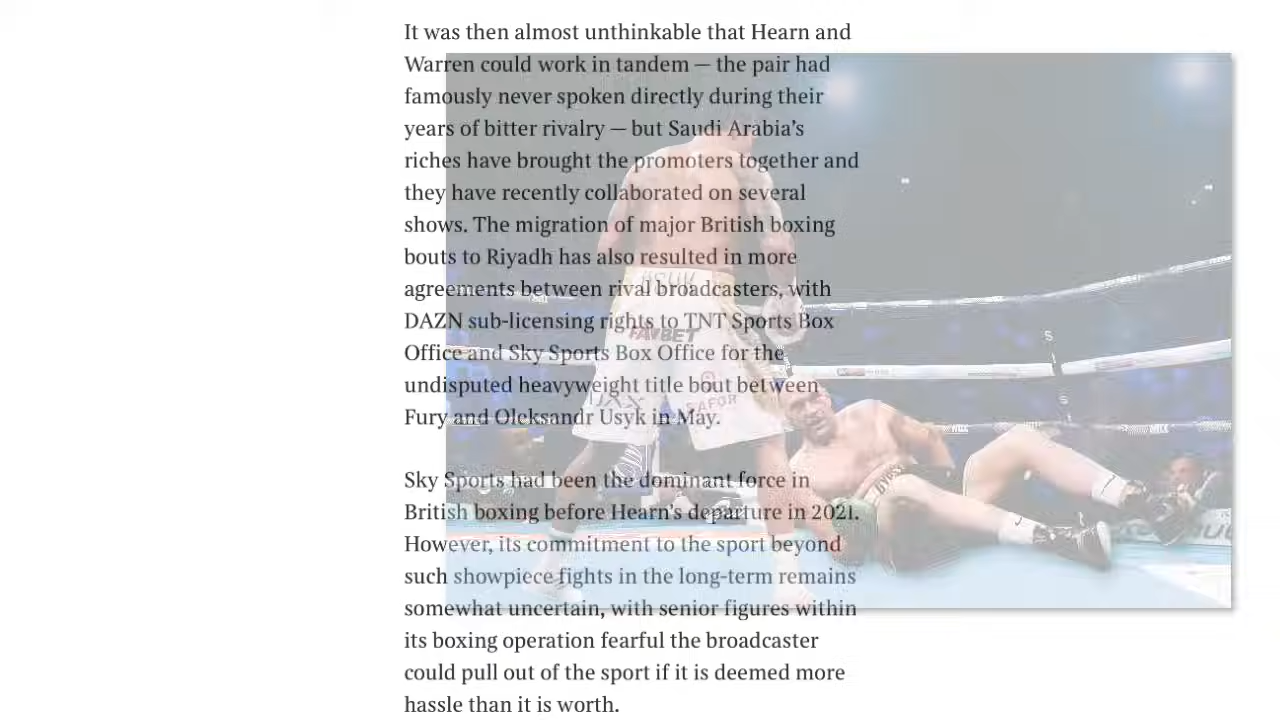 It was then almost unthinkable that Hearn and
Warren could work in tandem — the pair had
famously never spoken directly during their
years of bitter rivalry — but Saudi Arabia’s
riches have brought the promoters together and
they have recently collaborated on several
shows. The migration of major British boxing
bouts to Riyadh has also resulted in more
agreements between rival broadcasters, with
DAZN sub-licensing rights to TNT Sports Box
Office and Sky Sports Box Office for the
undisputed heavyweight title bout between
Fury and Oleksandr Usyk in May.
Sky Sports had been the dominant force in
British boxing before Hearn’s departure in 2021.
However, its commitment to the sport beyond
such showpiece fights in the long-term remains
somewhat uncertain, with senior figures within
its boxing operation fearful the broadcaster
could pull out of the sport if it is deemed more
hassle than it is worth.
FAVBET